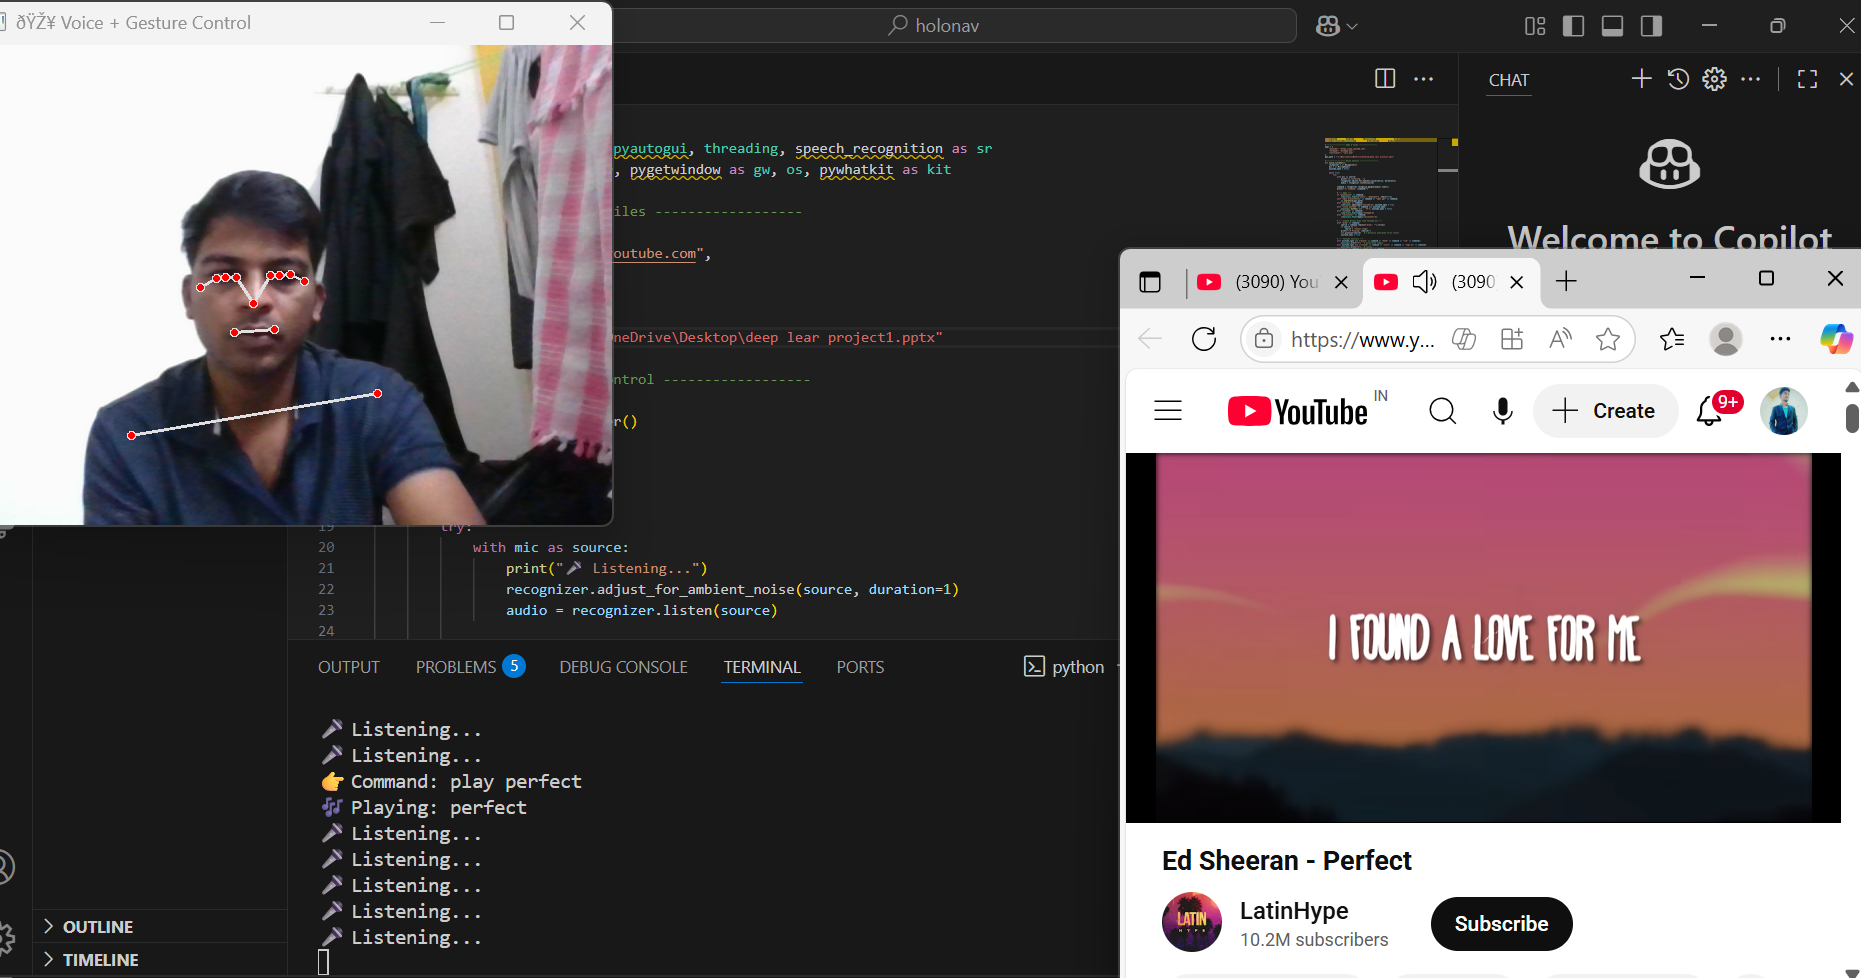 🎥 Voice + Gesture Control
holonav
CHAT
pyautogui, threading, speech_recognition as sr
, pygetwindow as gw, os, pywhatkit as kit
iles ------------------
outube.com",
neDrive\Desktop\deep lear project1.pptx"
ntrol ------------------
r()
Welcome to Copilot
19 try:
20 with mic as source:
21 print("🎤 Listening...")
22 recognizer.adjust_for_ambient_noise(source, duration=1)
23 audio = recognizer.listen(source)
24
OUTPUT PROBLEMS 5 DEBUG CONSOLE TERMINAL PORTS python
🎤 Listening...
🎤 Listening...
👉 Command: play perfect
🎶 Playing: perfect
🎤 Listening...
🎤 Listening...
🎤 Listening...
🎤 Listening...
🎤 Listening...
OUTLINE
TIMELINE
(3090) You (3090
https://www.y...
YouTube IN
Create
9+
I FOUND A LOVE FOR ME
Ed Sheeran - Perfect
LATIN
HYPE
LatinHype
10.2M subscribers
Subscribe